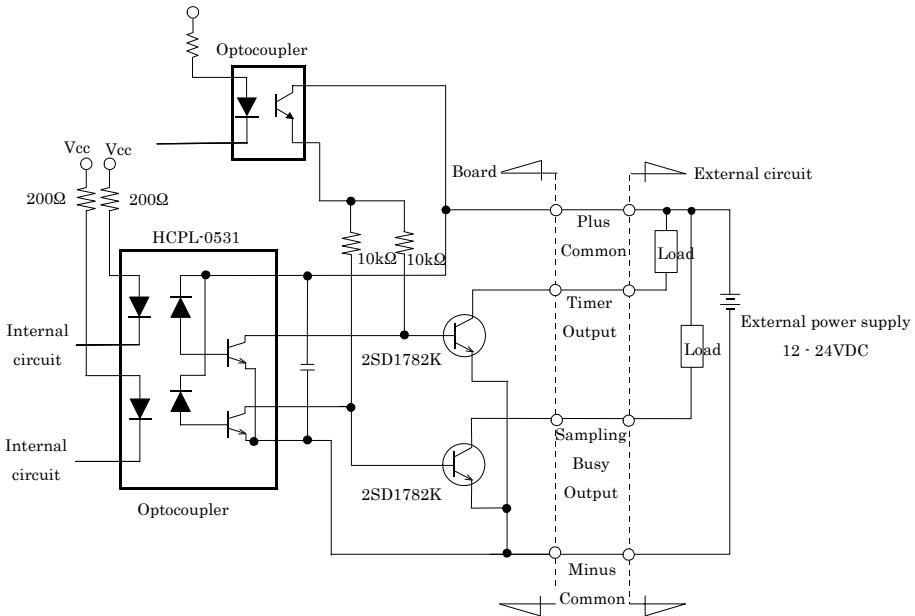 Optocoupler
Vcc
Vcc
200Ω
200Ω
HCPL-0531
Internal
circuit
Internal
circuit
Optocoupler
10kΩ
10kΩ
2SD1782K
2SD1782K
Board
External circuit
Plus
Common
Timer
Output
Sampling
Busy
Output
Minus
Common
Load
Load
External power supply
12 - 24VDC